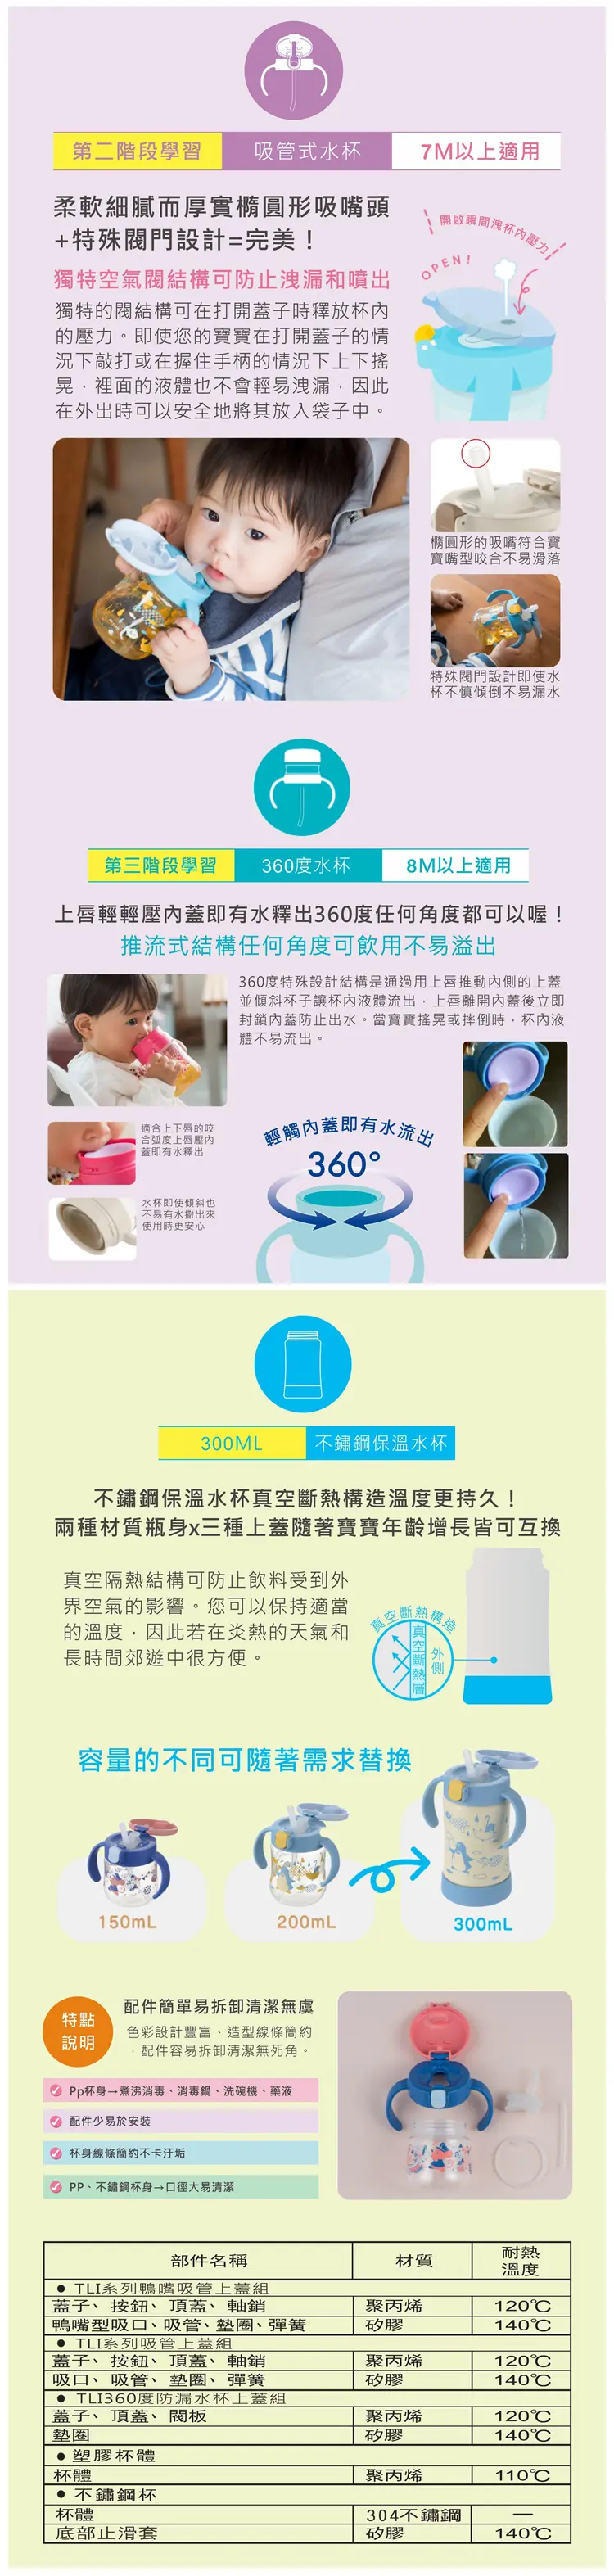 第二階段學習 吸管式水杯 7M以上適用
柔軟細膩而厚實橢圓形吸嘴頭
+特殊閥門設計=完美！
獨特空氣閥結構可防止洩漏和噴出
獨特的閥結構可在打開蓋子時釋放杯內
的壓力。即使您的寶寶在打開蓋子的情
況下敲打或在握住手柄的情況下上下搖
晃，裡面的液體也不會輕易洩漏，因此
在外出時可以安全地將其放入袋子中。
開啟瞬間洩杯內壓力
OPEN!
橢圓形的吸嘴符合寶
寶嘴型咬合不易滑落
特殊閥門設計即使水
杯不慎傾倒不易漏水
第三階段學習 360度水杯 8M以上適用
上唇輕輕壓內蓋即有水釋出360度任何角度都可以喔！
推流式結構任何角度可飲用不易溢出
360度特殊設計結構是通過用上唇推動內側的上蓋
並傾斜杯子讓杯內液體流出，上唇離開內蓋後立即
封鎖內蓋防止出水。當寶寶搖晃或摔倒時，杯內液
體不易流出。
適合上下唇的咬
合弧度上唇壓內
蓋即有水釋出
水杯即使傾斜也
不易有水搧出來
使用時更安心
輕觸內蓋即有水流出
360°
300ML 不鏽鋼保溫水杯
不鏽鋼保溫水杯真空斷熱構造溫度更持久！
兩種材質瓶身x三種上蓋隨著寶寶年齡增長皆可互換
真空隔熱結構可防止飲料受到外
界空氣的影響。您可以保持適當
的溫度，因此若在炎熱的天氣和
長時間郊遊中很方便。
真空斷熱構造
真空斷熱層
外側
容量的不同可隨著需求替換
150mL
200mL
300mL
特點
說明
配件簡單易拆卸清潔無虞
色彩設計豐富、造型線條簡約
，配件容易拆卸清潔無死角。
Pp杯身→煮沸消毒、消毒鍋、洗碗機、藥液
配件少易於安裝
杯身線條簡約不卡汙垢
PP、不鏽鋼杯身→口徑大易清潔
部件名稱 材質 耐熱
溫度
● TLI系列鴨嘴吸管上蓋組
蓋子、按鈕、頂蓋、軸銷 聚丙烯 120℃
鴨嘴型吸口、吸管、墊圈、彈簧 矽膠 140℃
● TLI系列吸管上蓋組
蓋子、按鈕、頂蓋、軸銷 聚丙烯 120℃
吸口、吸管、墊圈、彈簧 矽膠 140℃
● TLI360度防漏水杯上蓋組
蓋子、頂蓋、閥板 聚丙烯 120℃
墊圈 矽膠 140℃
● 塑膠杯體
杯體 聚丙烯 110℃
● 不鏽鋼杯
杯體 304不鏽鋼 —
底部止滑套 矽膠 140℃